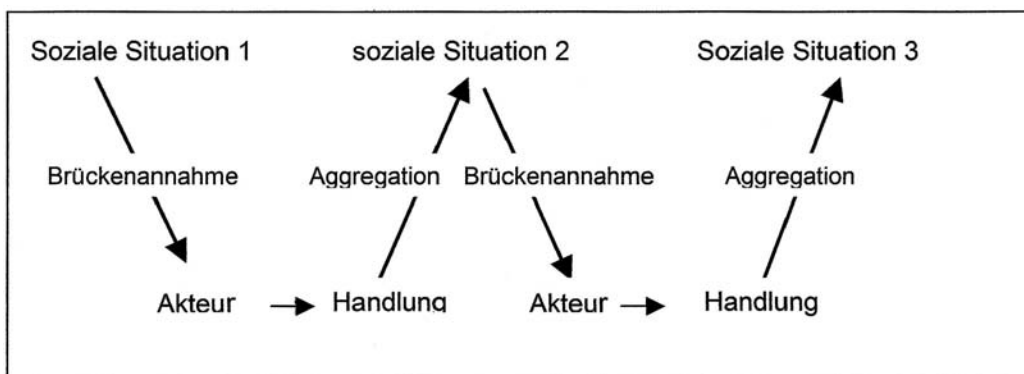 Soziale Situation 1 soziale Situation 2 Soziale Situation 3
Brückenannahme Aggregation Brückenannahme Aggregation
Akteur Handlung Akteur Handlung